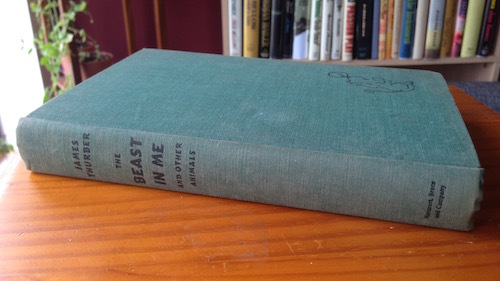 JAMES
THURBER
THE
BEAST
IN ME
AND OTHER
ANIMALS
Harcourt, Brace
and Company